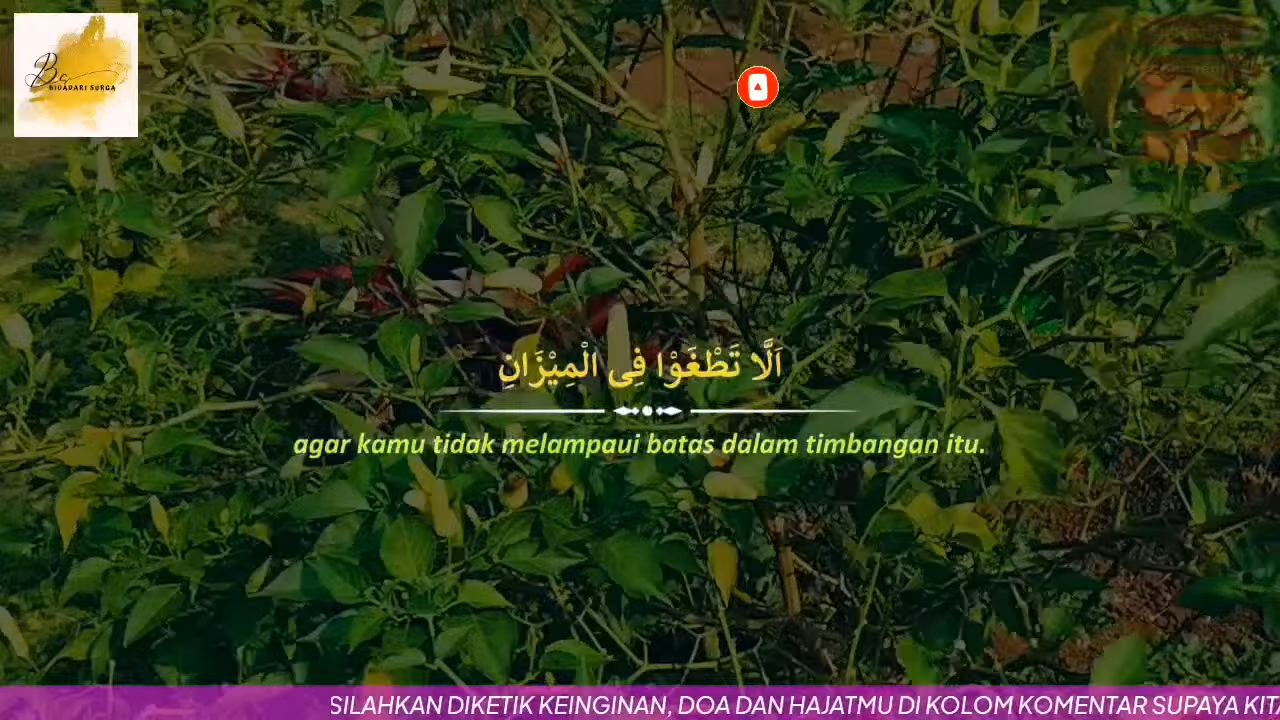 BIDADARI SURGA
اَلَّا تَطْغَوْا فِى الْمِيْزَانِ
agar kamu tidak melampaui batas dalam timbangan itu.
SILAHKAN DIKETIK KEINGINAN, DOA DAN HAJATMU DI KOLOM KOMENTAR SUPAYA KITA